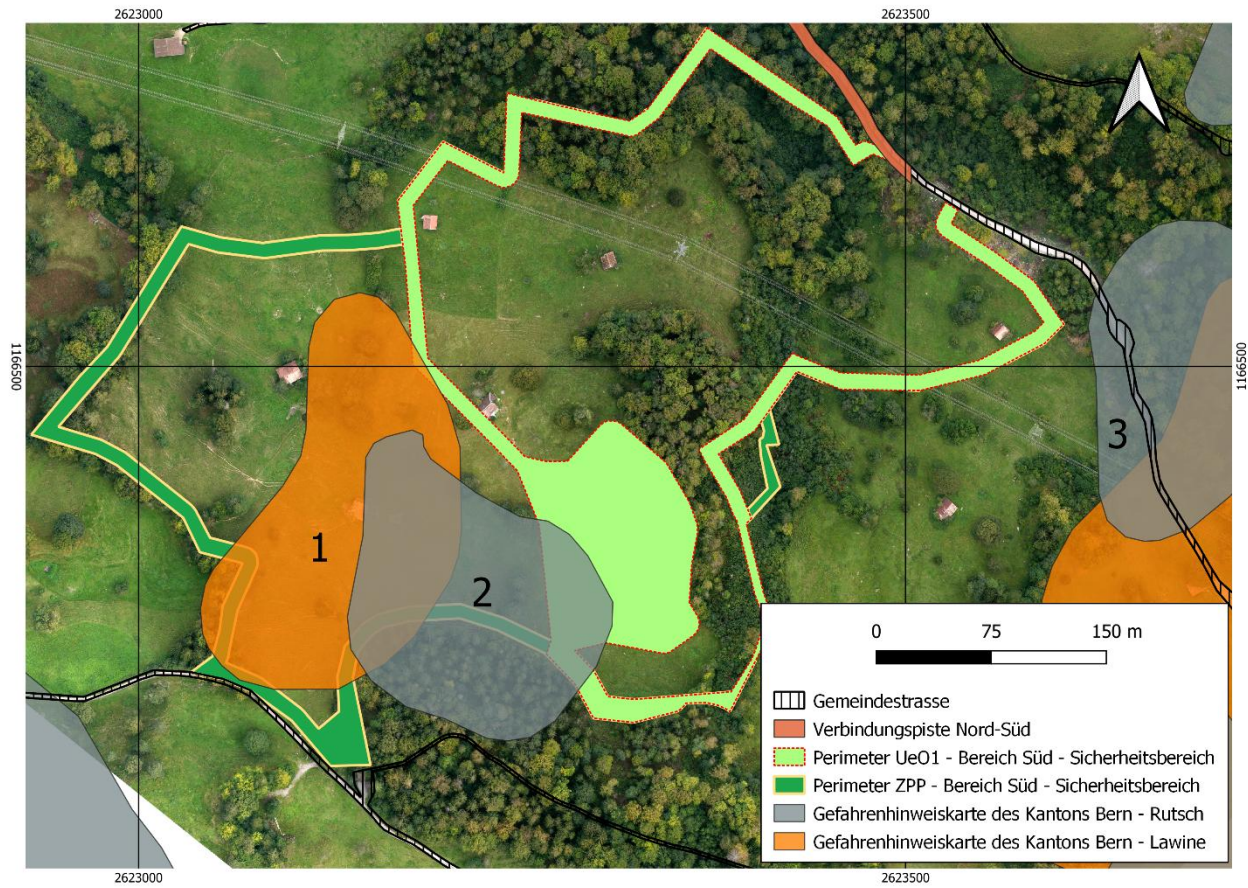 2623000
2623500
1166500
1166500
1
2
3
0 75 150 m
Gemeindestrasse
Verbindungspiste Nord-Süd
Perimeter UeO1 - Bereich Süd - Sicherheitsbereich
Perimeter ZPP - Bereich Süd - Sicherheitsbereich
Gefahrenhinweiskarte des Kantons Bern - Rutsch
Gefahrenhinweiskarte des Kantons Bern - Lawine
2623000
2623500